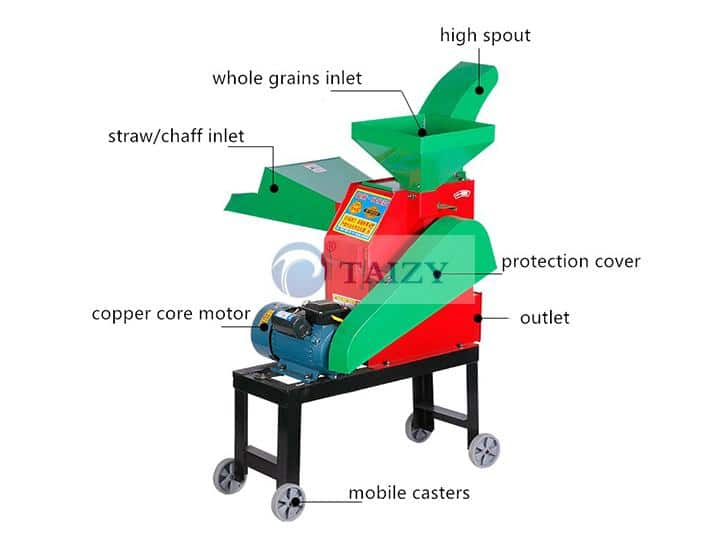 high spout
whole grains inlet
straw/chaff inlet
® TAIZY
protection cover
copper core motor
outlet
mobile casters